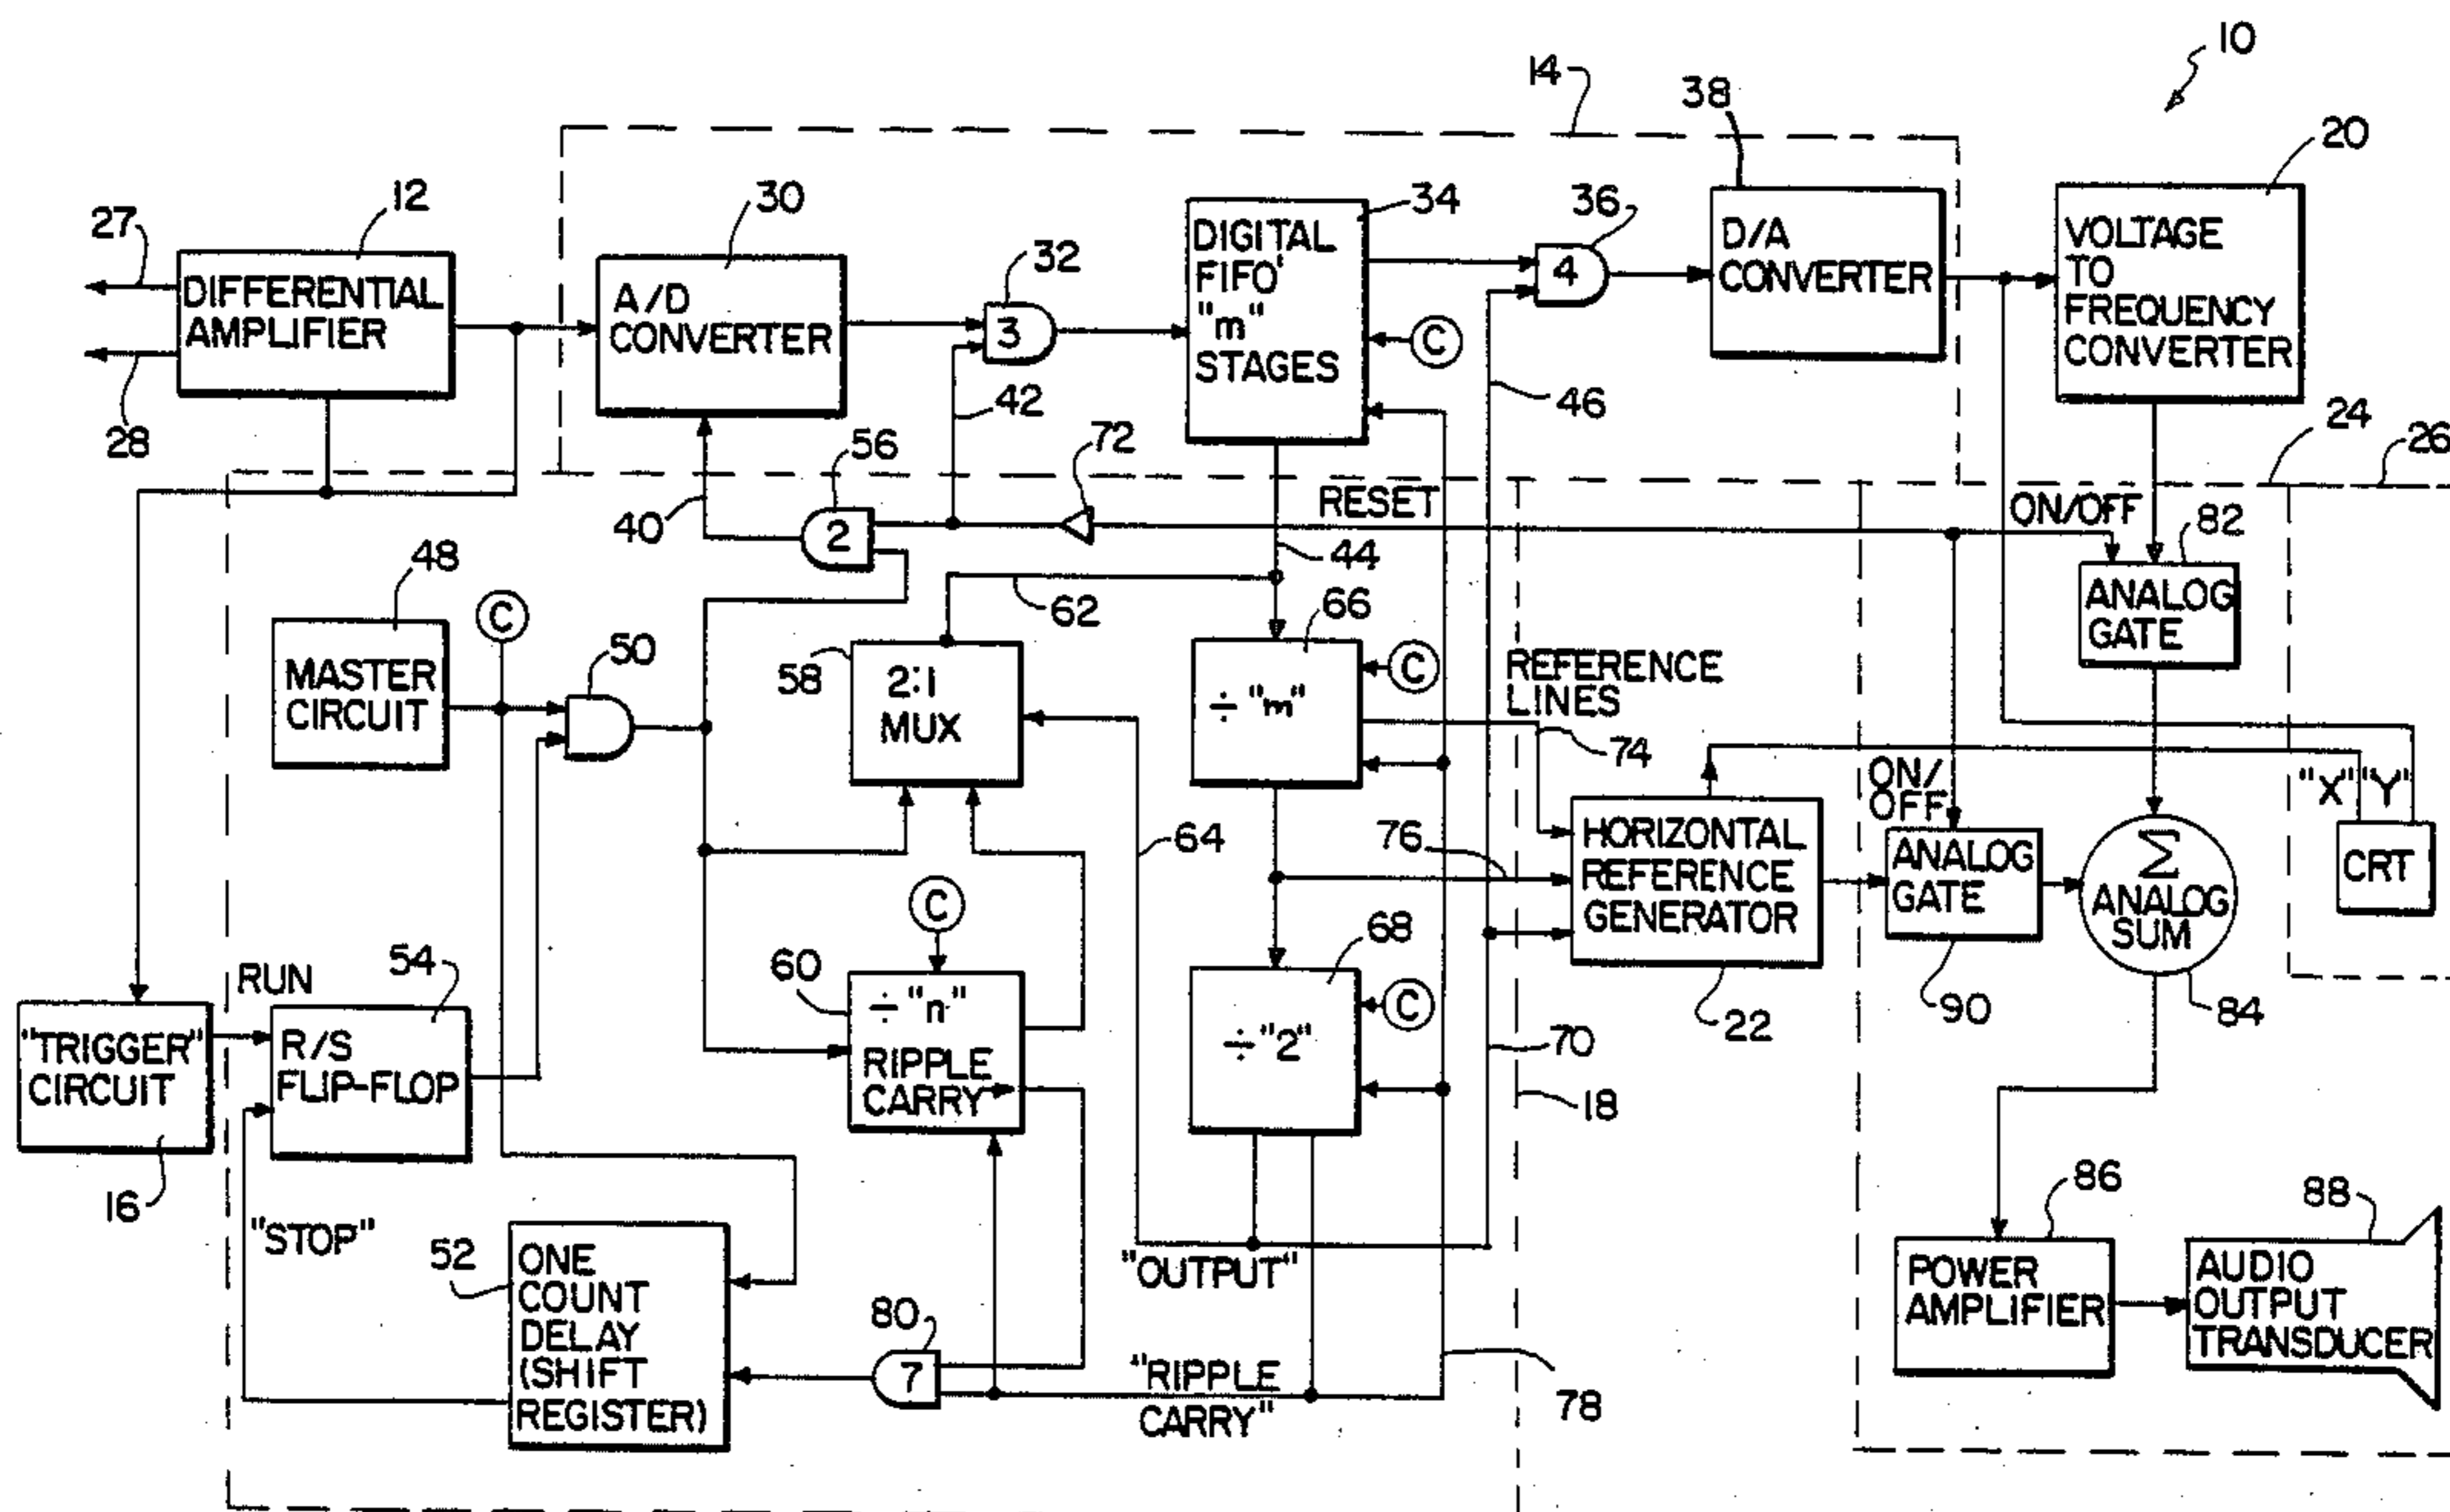 10
14
38
20
12
30
34
36
27
32
DIFFERENTIAL
AMPLIFIER
A/D
CONVERTER
3
DIGITAL
FIFO
"m"
STAGES
4
D/A
CONVERTER
VOLTAGE
TO
FREQUENCY
CONVERTER
C
28
42
46
24
26
56
72
40
2
RESET
44
ON/OFF
82
48
C
62
66
ANALOG
GATE
50
MASTER
CIRCUIT
58
2:1
MUX
÷ "m"
C
REFERENCE
LINES
74
ON/
OFF
"X"
"Y"
64
76
HORIZONTAL
REFERENCE
GENERATOR
ANALOG
GATE
Σ
ANALOG
SUM
CRT
C
68
RUN
54
60
÷ "n"
RIPPLE
CARRY
÷ "2"
C
22
90
84
"TRIGGER"
CIRCUIT
R/S
FLIP-FLOP
70
18
16
"STOP"
52
ONE
COUNT
DELAY
(SHIFT
REGISTER)
"OUTPUT"
86
88
POWER
AMPLIFIER
AUDIO
OUTPUT
TRANSDUCER
80
7
"RIPPLE
CARRY"
78